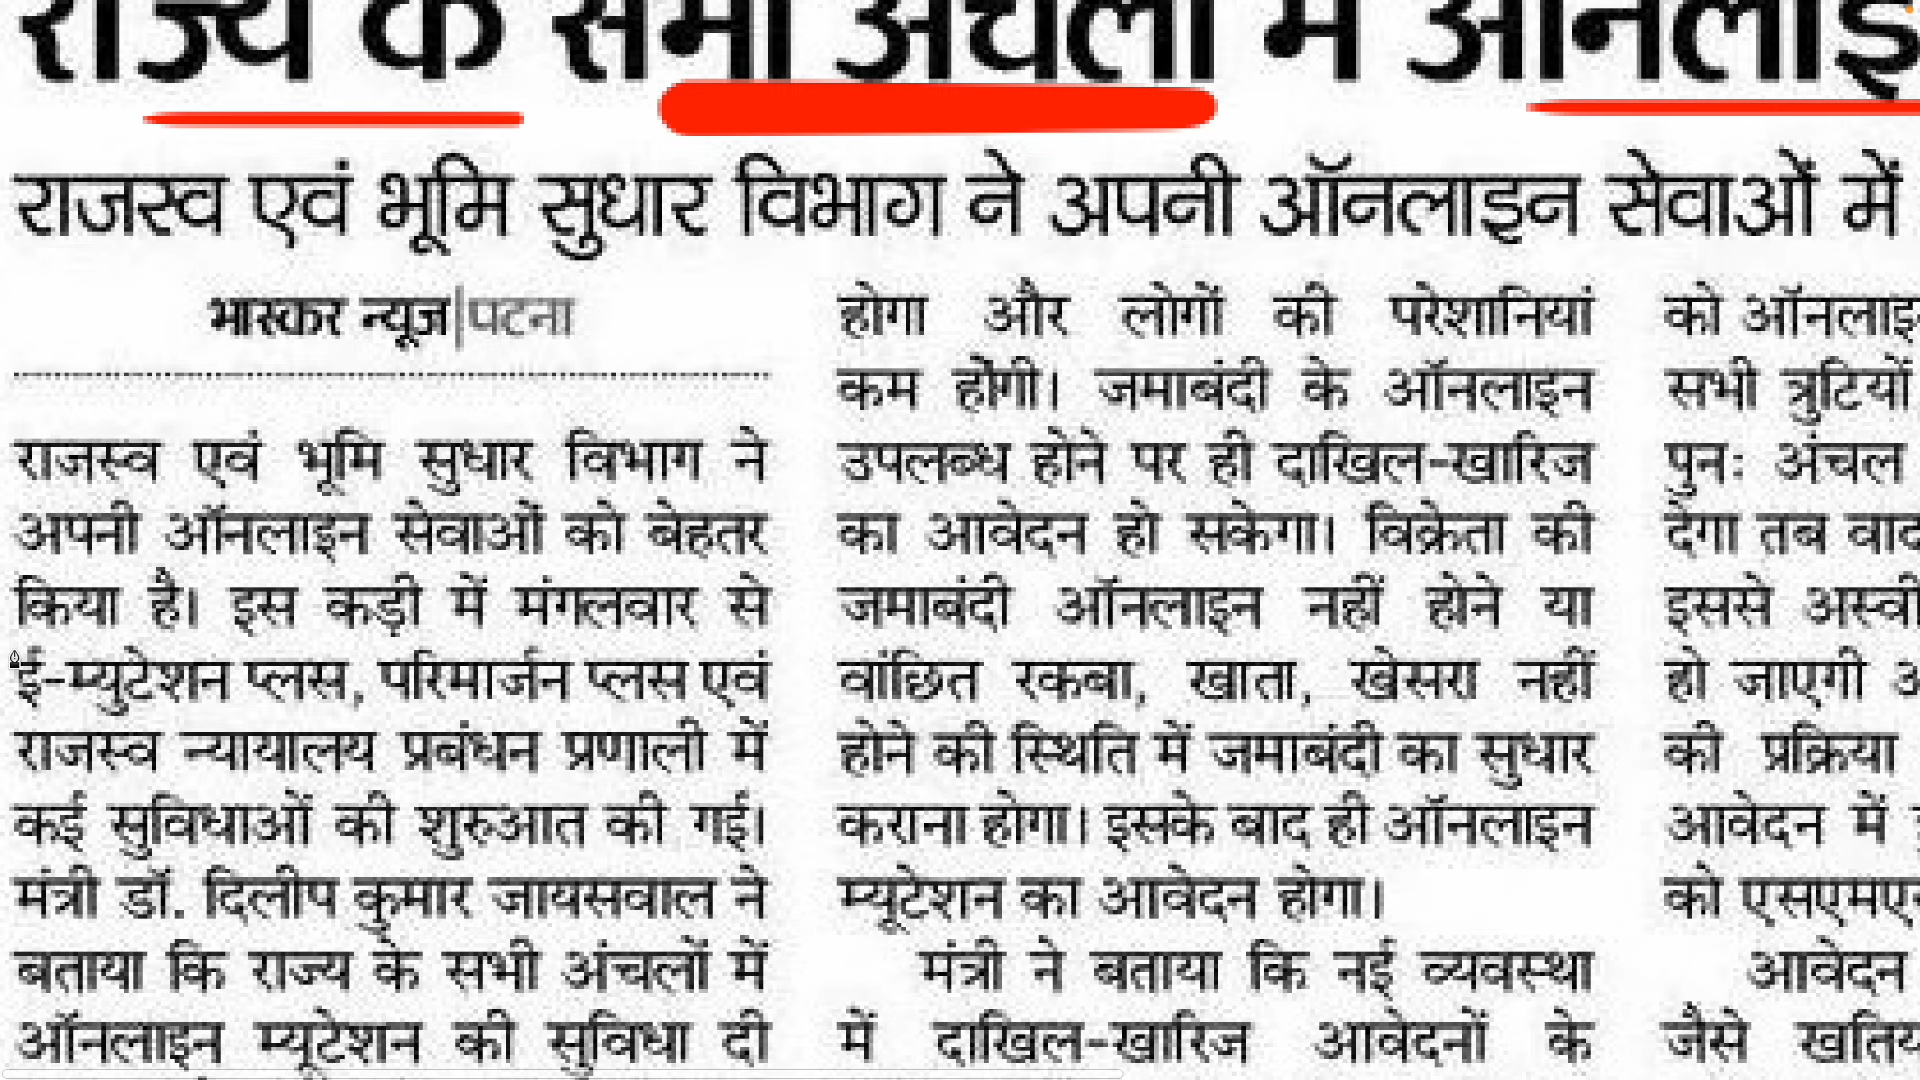 राज्य के सभी अंचलों में
राजस्व एवं भूमि सुधार विभाग ने अपनी ऑनलाइन सेवाओं में
भास्कर न्यूज|पटना
राजस्व एवं भूमि सुधार विभाग ने
अपनी ऑनलाइन सेवाओं को बेहतर
किया है। इस कड़ी में मंगलवार से
ई-म्युटेशन प्लस, परिमार्जन प्लस एवं
राजस्व न्यायालय प्रबंधन प्रणाली में
कई सुविधाओं की शुरुआत की गई।
मंत्री डॉ. दिलीप कुमार जायसवाल ने
बताया कि राज्य के सभी अंचलों में
ऑनलाइन म्यूटेशन की सुविधा दी
होगा और लोगों की परेशानियां
कम होेगी। जमाबंदी के ऑनलाइन
उपलब्ध होने पर ही दाखिल-खारिज
का आवेदन हो सकेगा। विक्रेता की
जमाबंदी ऑनलाइन नहीं होने या
वांछित रकबा, खाता, खेसरा नहीं
होने की स्थिति में जमाबंदी का सुधार
कराना होगा। इसके बाद ही ऑनलाइन
म्यूटेशन का आवेदन होगा।
मंत्री ने बताया कि नई व्यवस्था
में दाखिल-खारिज आवेदनों के
को
सभी त्रुटियों
पुनः अंचल
देगा तब
इससे
हो जाएगी
की प्रक्रिया
आवेदन में
को
आवेदन
जैसे